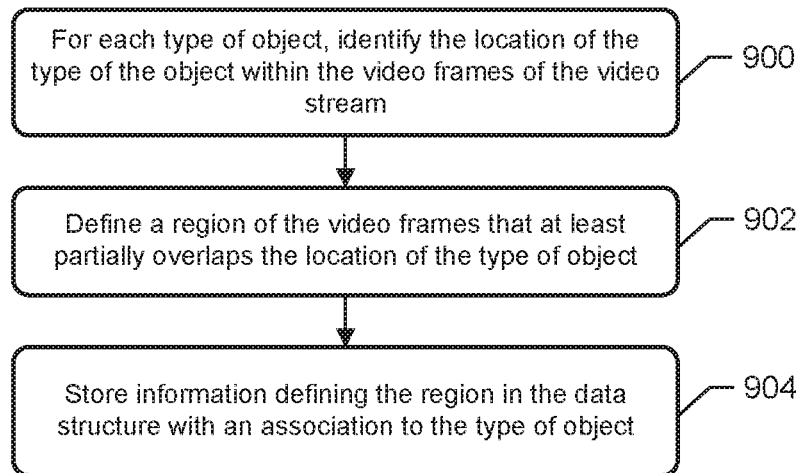 For each type of object, identify the location of the
type of the object within the video frames of the video
stream
900
Define a region of the video frames that at least
partially overlaps the location of the type of object
902
Store information defining the region in the data
structure with an association to the type of object
904